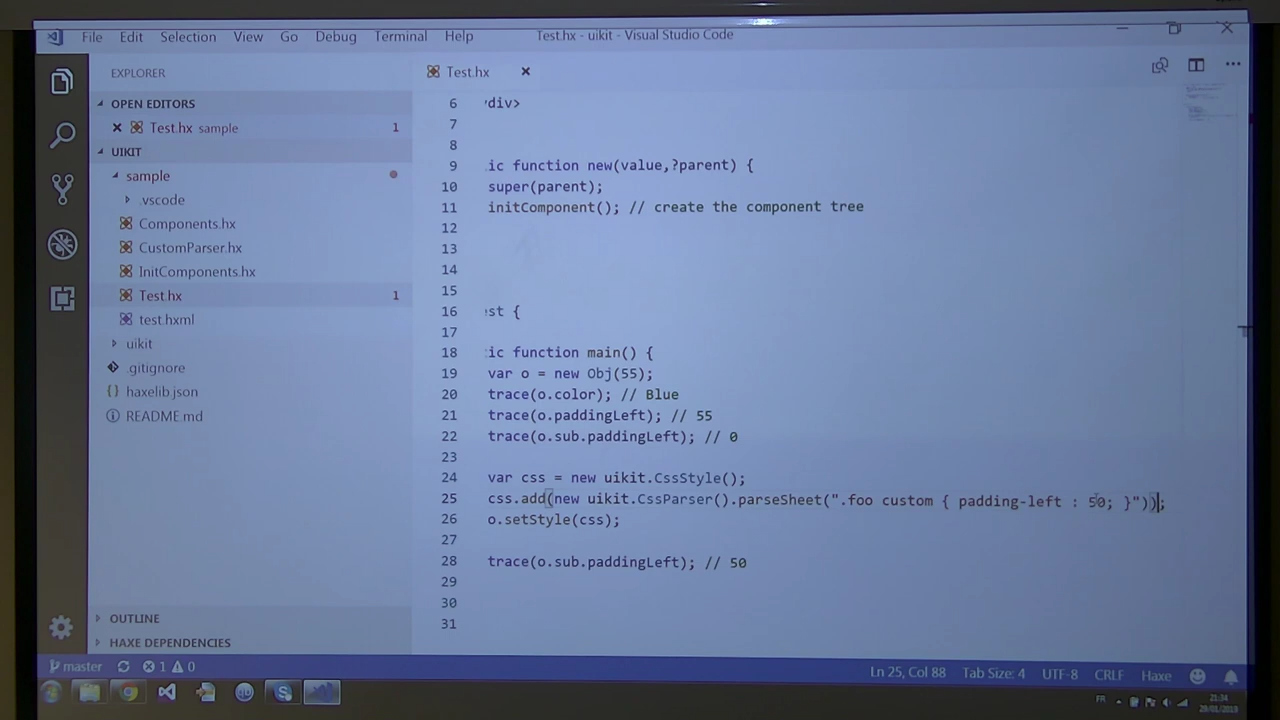 File Edit Selection View Go Debug Terminal Help Test.hx - uikit - Visual Studio Code
EXPLORER
OPEN EDITORS
Test.hx sample 1
UIKIT
sample
.vscode
Components.hx
CustomParser.hx
InitComponents.hx
Test.hx 1
test.hxml
uikit
.gitignore
{} haxelib.json
README.md
OUTLINE
HAXE DEPENDENCIES
Test.hx
6 div>
7
8
9 ic function new(value,?parent) {
10 super(parent);
11 initComponent(); // create the component tree
12
13
14
15
16 st {
17
18 ic function main() {
19 var o = new Obj(55);
20 trace(o.color); // Blue
21 trace(o.paddingLeft); // 55
22 trace(o.sub.paddingLeft); // 0
23
24 var css = new uikit.CssStyle();
25 css.add(new uikit.CssParser().parseSheet(".foo custom { padding-left : 50; }"));
26 o.setStyle(css);
27
28 trace(o.sub.paddingLeft); // 50
29
30
31
master 1 0 Ln 25, Col 88 Tab Size: 4 UTF-8 CRLF Haxe
FR 21:34
29/01/2019